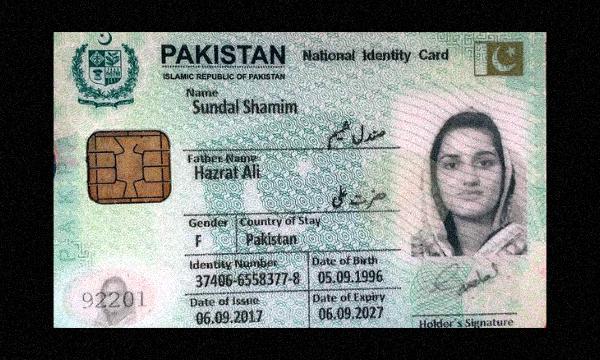 PAKISTAN National Identity Card
ISLAMIC REPUBLIC OF PAKISTAN
Name
Sundal Shamim
صندل شمیم
Father Name
Hazrat Ali
حضرت علی
Gender Country of Stay
F Pakistan
Identity Number Date of Birth
37406-6558377-8 05.09.1996
Date of Issue Date of Expiry
06.09.2017 06.09.2027
92201
Holder's Signature